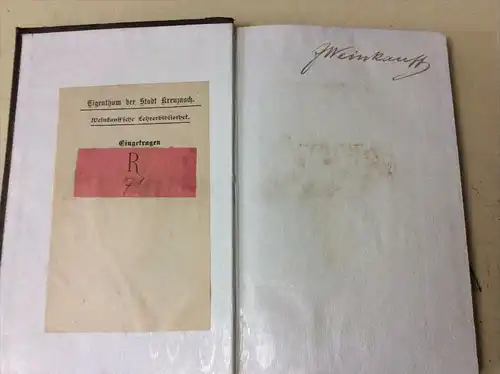 Eigenthum der Stadt Kreuznach.
Weinkauff'sche Lehrerbibliothek.
Eingetragen
R
Weinkauff